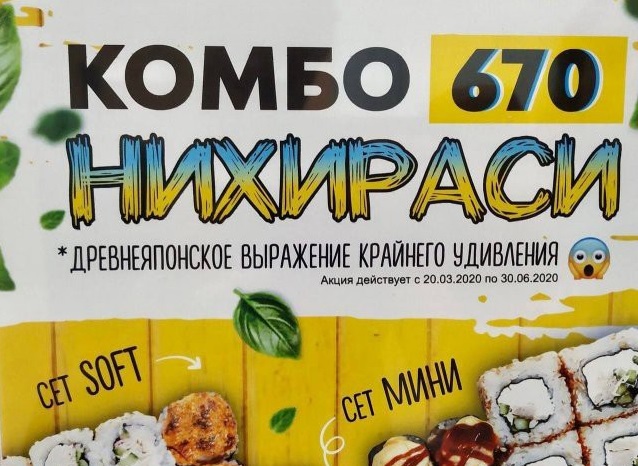 КОМБО 670
НИХИРАСИ
*ДРЕВНЕЯПОНСКОЕ ВЫРАЖЕНИЕ КРАЙНЕГО УДИВЛЕНИЯ
Акция действует с 20.03.2020 по 30.06.2020
СЕТ SOFT
СЕТ МИНИ